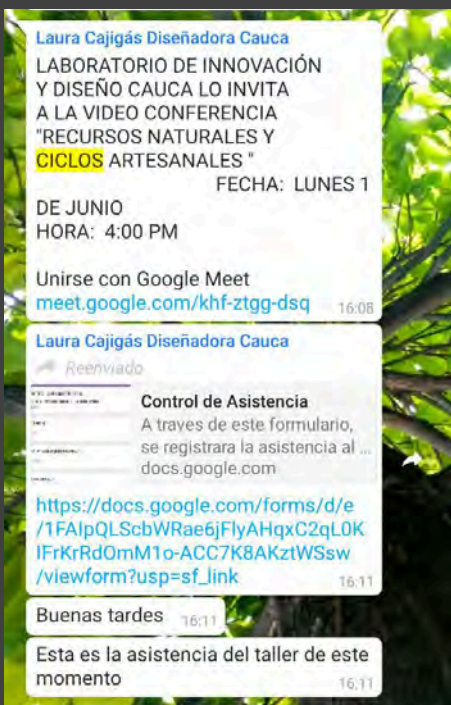 Laura Cajigás Diseñadora Cauca
LABORATORIO DE INNOVACIÓN
Y DISEÑO CAUCA LO INVITA
A LA VIDEO CONFERENCIA
"RECURSOS NATURALES Y
CICLOS ARTESANALES "
FECHA: LUNES 1
DE JUNIO
HORA: 4:00 PM
Unirse con Google Meet
meet.google.com/khf-ztgg-dsq 16:08
Laura Cajigás Diseñadora Cauca
Reenviado
Control de Asistencia
A traves de este formulario,
se registrara la asistencia al ...
docs.google.com
https://docs.google.com/forms/d/e
/1FAIpQLScbWRae6jFlyAHqxC2qL0K
IFrKrRdOmM1o-ACC7K8AKztWSsw
/viewform?usp=sf_link 16:11
Buenas tardes 16:11
Esta es la asistencia del taller de este
momento 16:11